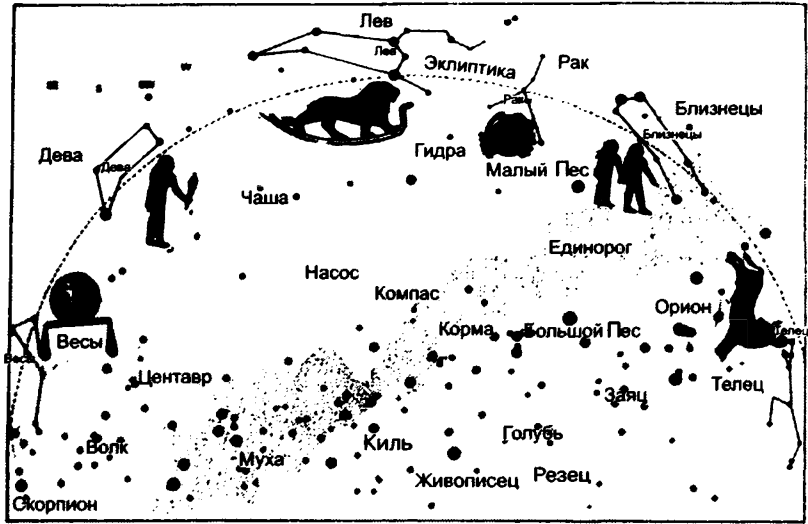 Лев
Лев
Эклиптика
Рак
Рак
Близнецы
Близнецы
Дева
Дева
Гидра
Малый Пес
Чаша
Единорог
Насос
Компас
Орион
Корма
Большой Пес
Весы
Весы
Телец
Телец
Центавр
Заяц
Волк
Муха
Киль
Голубь
Живописец
Резец
Скорпион